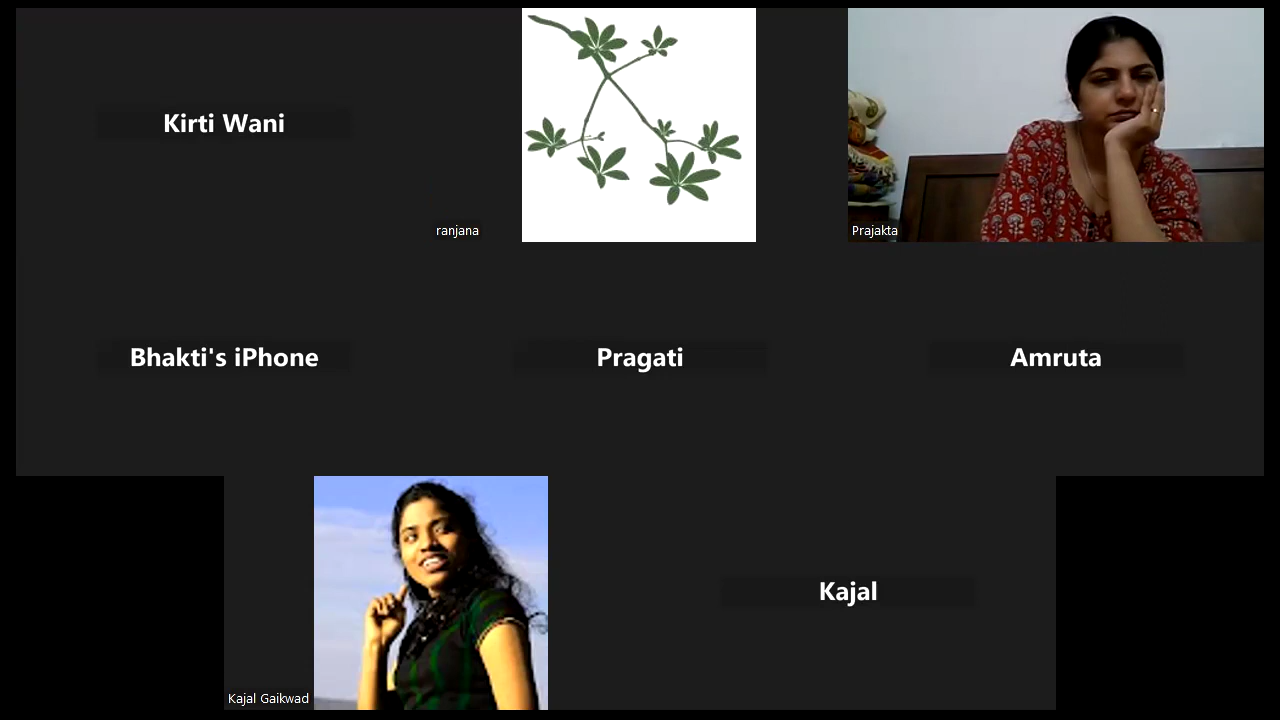 Kirti Wani
ranjana
Prajakta
Bhakti's iPhone
Pragati
Amruta
Kajal Gaikwad
Kajal